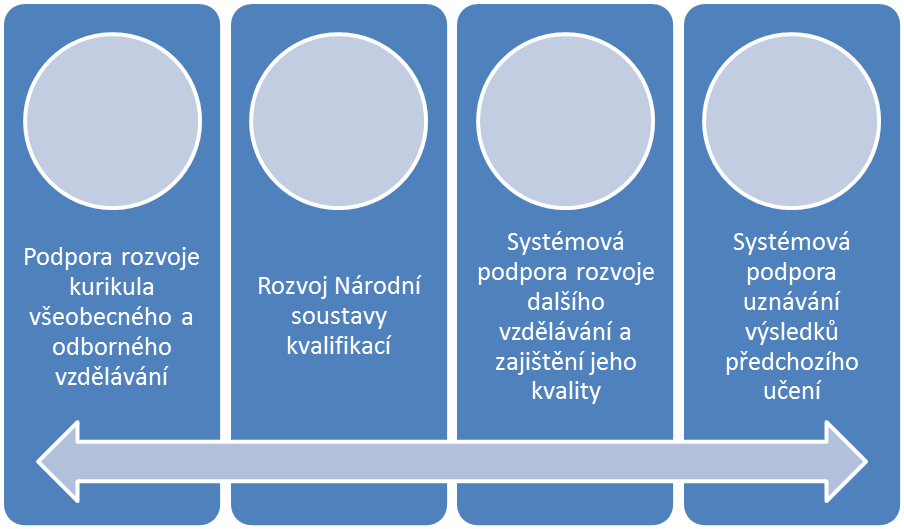 Podpora rozvoje
kurikula
všeobecného a
odborného
vzdělávání
Rozvoj Národní
soustavy
kvalifikací
Systémová
podpora rozvoje
dalšího
vzdělávání a
zajištění jeho
kvality
Systémová
podpora
uznávání
výsledků
předchozího
učení